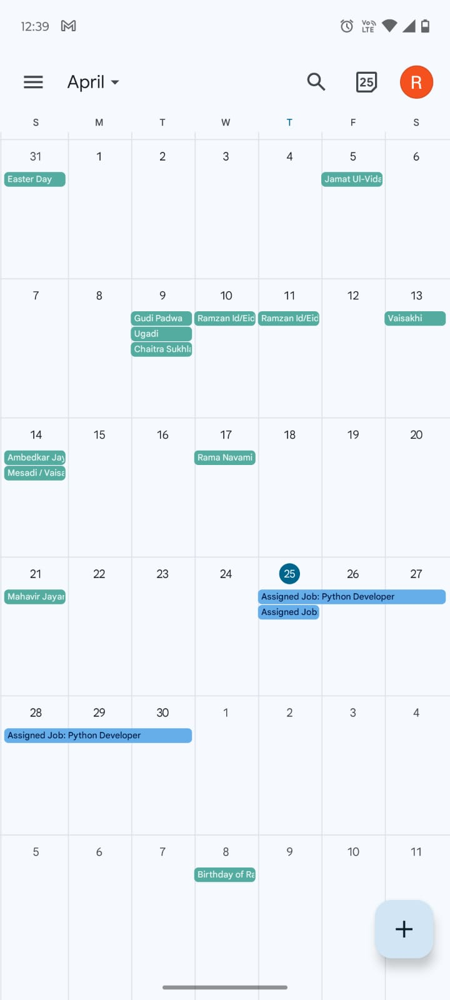 12:39
Vo LTE
April
25
R
S M T W T F S
31 1 2 3 4 5 6
Easter Day Jamat Ul-Vida
7 8 9 10 11 12 13
Gudi Padwa Ramzan Id/Eid Ramzan Id/Eid Vaisakhi
Ugadi
Chaitra Sukhla
14 15 16 17 18 19 20
Ambedkar Jay Rama Navami
Mesadi / Vaisa
21 22 23 24 25 26 27
Mahavir Jayan Assigned Job: Python Developer
Assigned Job
28 29 30 1 2 3 4
Assigned Job: Python Developer
5 6 7 8 9 10 11
Birthday of Ra